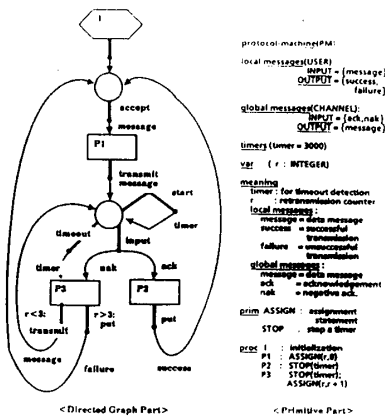 I
accept
message
P1
transmit
message
start
timer
timeout
input
timer
nak
ack
P3
P2
r<3;
transmit
message
r≥3;
put
failure
put
success
<Directed Graph Part>
protocol-machine(PM)
local messages(USER)
INPUT = {message}
OUTPUT = {success,
failure}
global messages(CHANNEL):
INPUT = {ack,nak}
OUTPUT = {message}
timers (timer = 3000)
var ( r : INTEGER)
meaning
timer : for timeout detection
r : retransmission counter
local messages :
message = data message
success = successful
transmission
failure = unsuccessful
transmission
global messages :
message = data message
ack = acknowledgement
nak = negative ack.
prim ASSIGN : assignment
statement
STOP : stop a timer
proc I : initialization
P1 : ASSIGN(r,0)
P2 : STOP(timer)
P3 : STOP(timer);
ASSIGN(r,r + 1)
<Primitive Part>